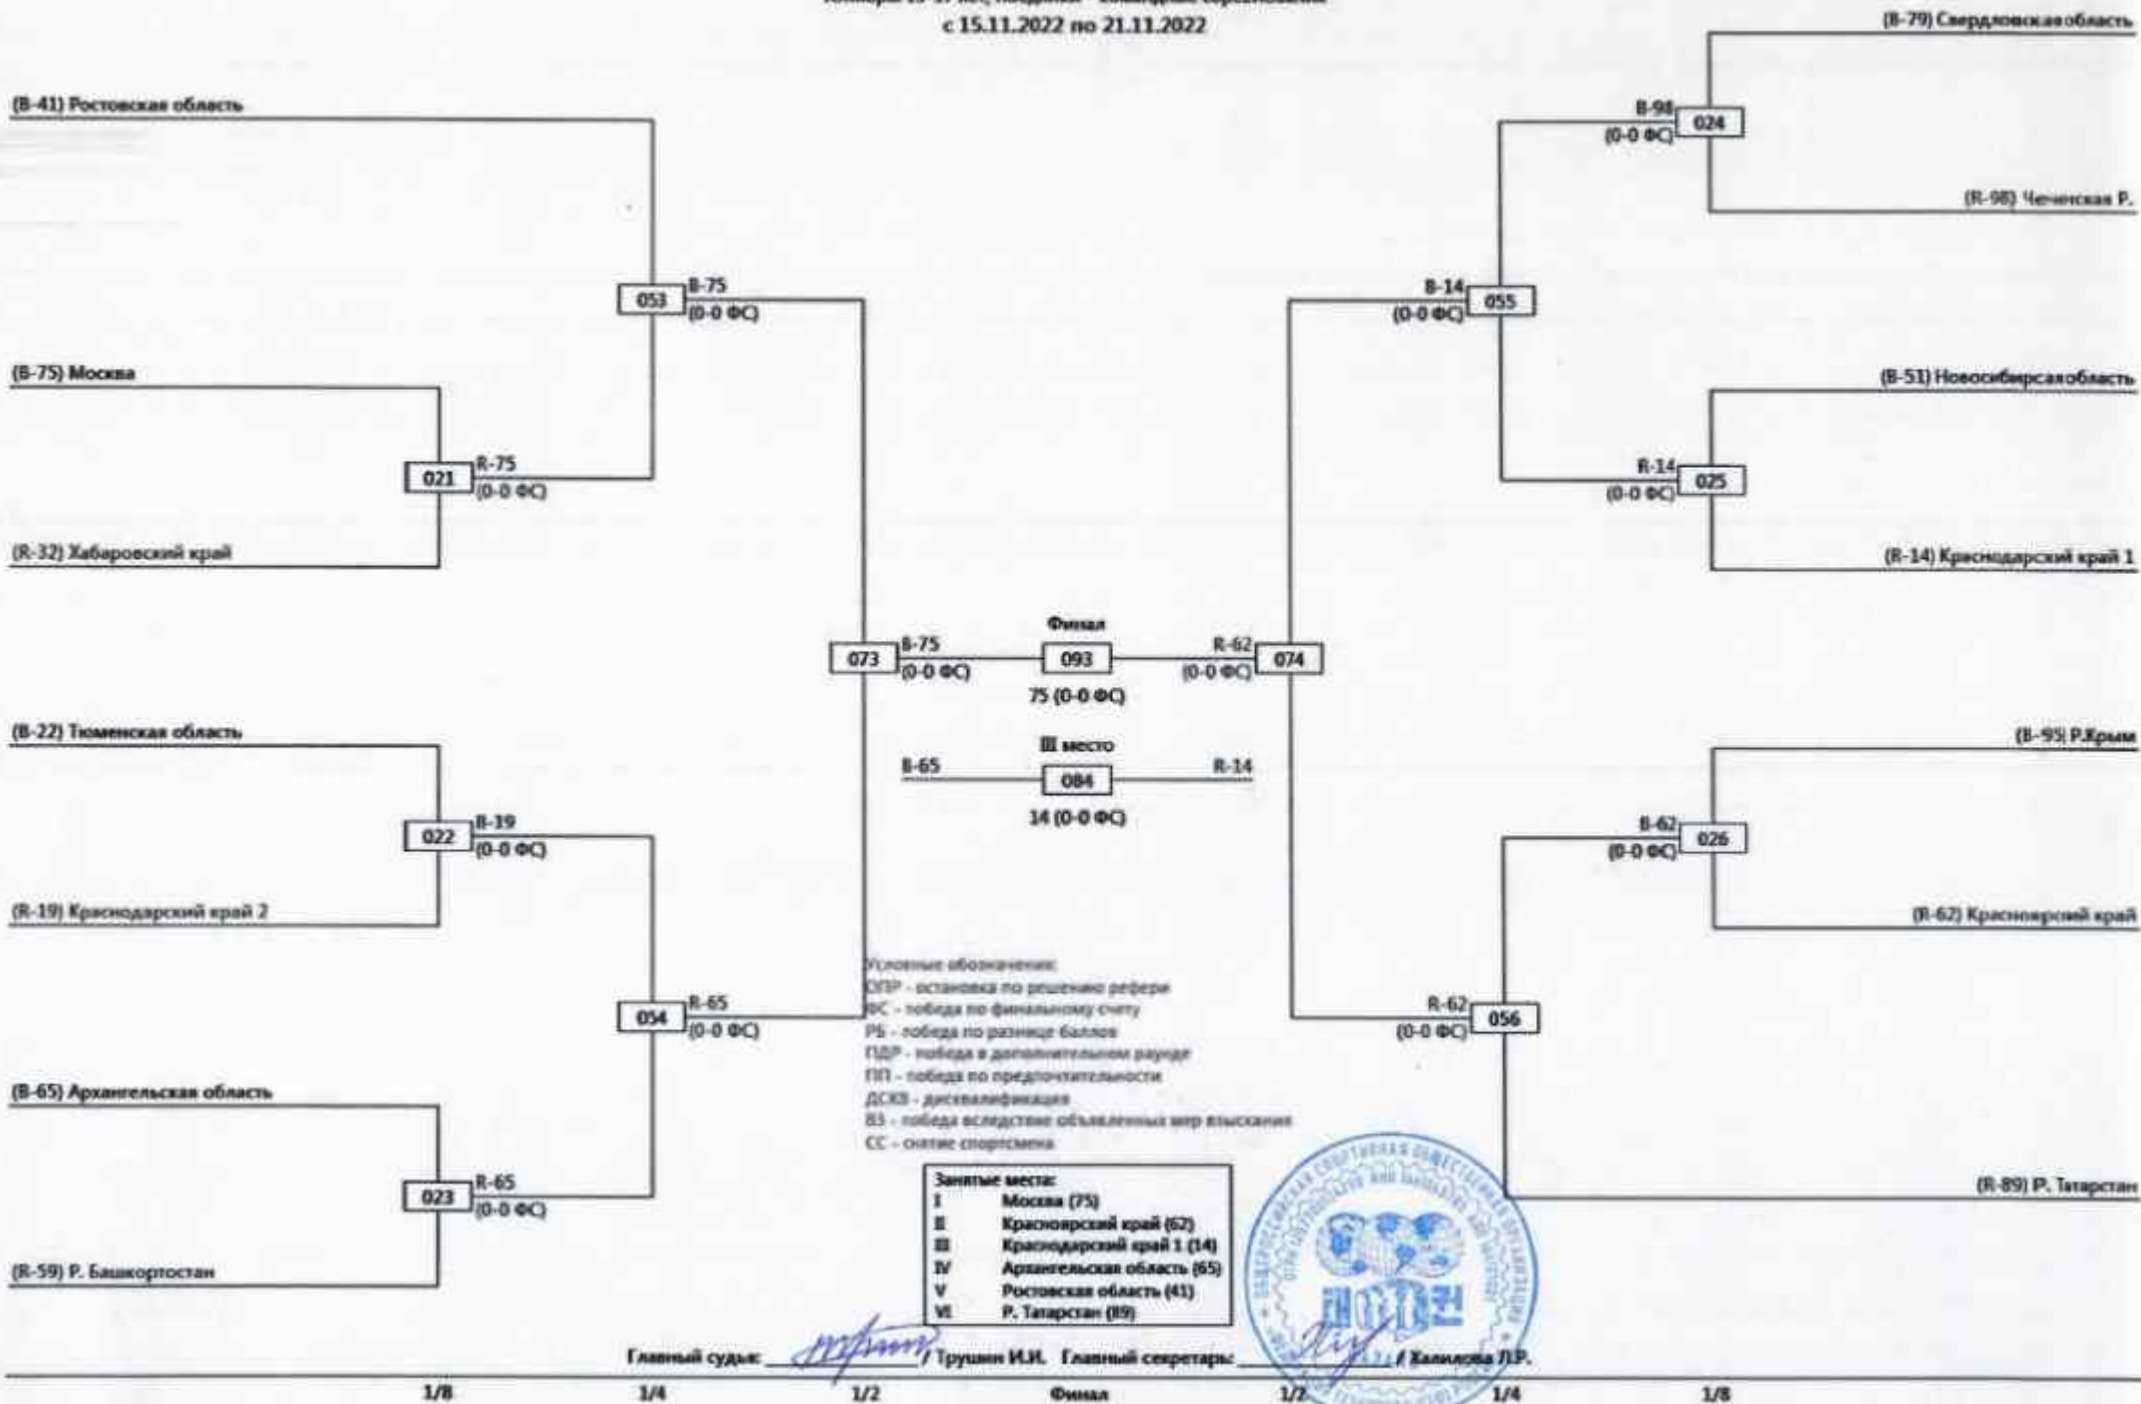 с 15.11.2022 по 21.11.2022
(B-41) Ростовская область
(B-75) Москва
(R-32) Хабаровский край
(B-22) Тюменская область
(R-19) Краснодарский край 2
(B-65) Архангельская область
(R-59) Р. Башкортостан
021
R-75
(0-0 ФС)
022
B-19
(0-0 ФС)
023
R-65
(0-0 ФС)
053
B-75
(0-0 ФС)
054
R-65
(0-0 ФС)
073
B-75
(0-0 ФС)
Финал
093
75 (0-0 ФС)
III место
B-65
084
R-14
14 (0-0 ФС)
R-62
(0-0 ФС)
074
B-14
(0-0 ФС)
055
R-62
(0-0 ФС)
056
B-98
(0-0 ФС)
024
R-14
(0-0 ФС)
025
B-62
(0-0 ФС)
026
(B-79) Свердловскаяобласть
(R-98) Чеченская Р.
(B-51) Новосибирсаяобласть
(R-14) Краснодарский край 1
(B-95) Р.Крым
(R-62) Красноярский край
(R-89) Р. Татарстан
Условные обозначения:
ОПР - остановка по решению рефери
ФС - победа по финальному счету
РБ - победа по разнице баллов
ПДР - победа в дополнительном раунде
ПП - победа по предпочтительности
ДСКВ - дисквалификация
ВЗ - победа вследствие объявленных мер взыскания
СС - снятие спортсмена
Занятые места:
I Москва (75)
II Красноярский край (62)
III Краснодарский край 1 (14)
IV Архангельская область (65)
V Ростовская область (41)
VI Р. Татарстан (89)
Главный судья: / Трушин И.И. Главный секретарь: / Халилова Л.Р.
1/8 1/4 1/2 Финал 1/2 1/4 1/8